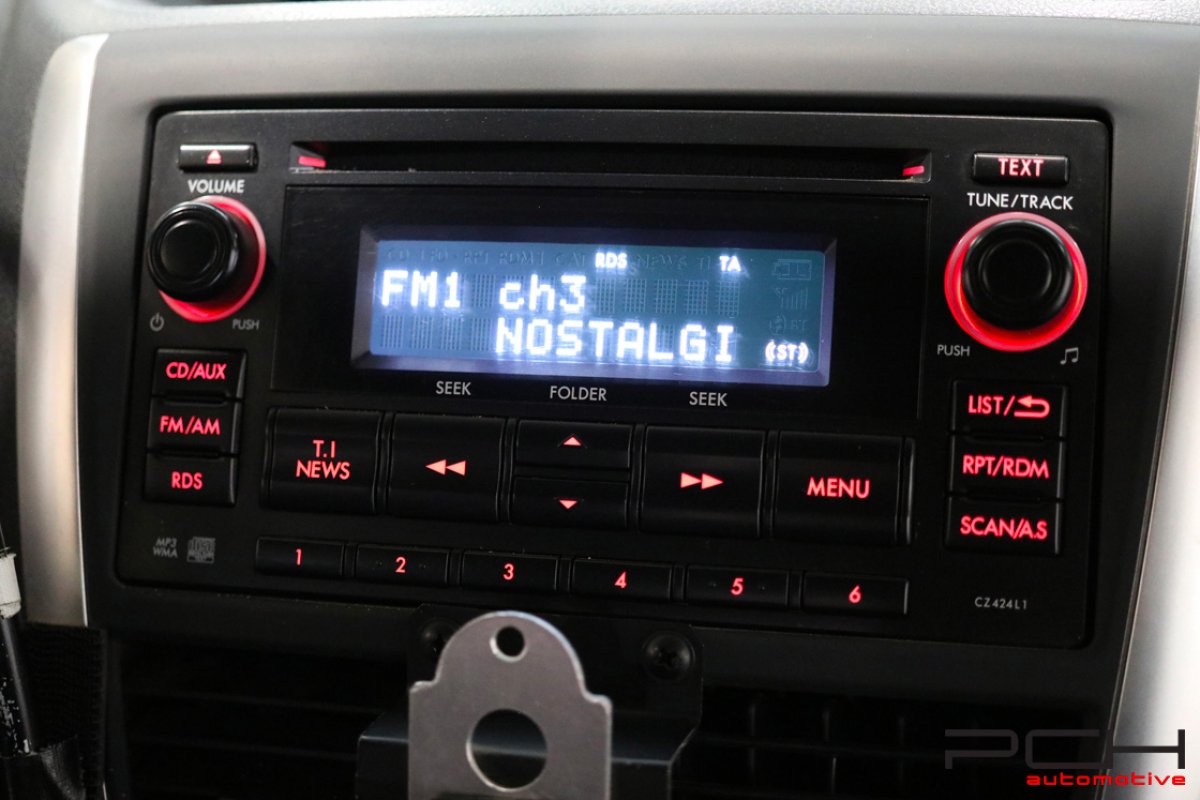 VOLUME
TEXT
TUNE/TRACK
RDS TA
FM1 ch3
NOSTALGI (ST)
PUSH
PUSH
SEEK FOLDER SEEK
CD/AUX
FM/AM
RDS
T.I
NEWS
MENU
LIST/
RPT/RDM
SCAN/A.S
MP3
WMA
1 2 3 4 5 6
CZ424L1
PCH
automotive